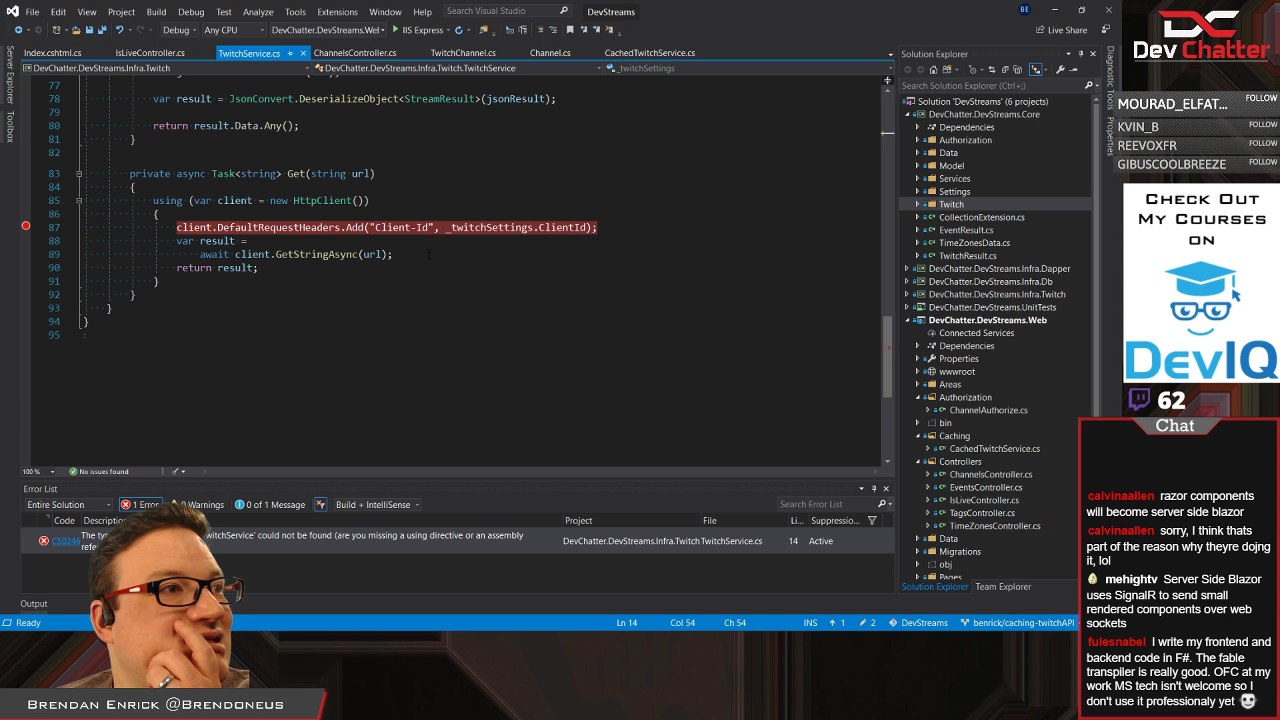 File Edit View Project Build Debug Test Analyze Tools Extensions Window Help Search Visual Studio DevStreams BE
Debug Any CPU DevChatter.DevStreams.Wel IIS Express Live Share
Index.cshtml.cs IsLiveController.cs TwitchService.cs ChannelsController.cs TwitchChannel.cs Channel.cs CachedTwitchService.cs
DevChatter.DevStreams.Infra.Twitch DevChatter.DevStreams.Infra.Twitch.TwitchService _twitchSettings
Server Explorer
Toolbox
77
78 var result = JsonConvert.DeserializeObject<StreamResult>(jsonResult);
79
80 return result.Data.Any();
81 }
82
83 private async Task<string> Get(string url)
84 {
85 using (var client = new HttpClient())
86 {
87 client.DefaultRequestHeaders.Add("Client-Id", _twitchSettings.ClientId);
88 var result =
89 await client.GetStringAsync(url);
90 return result;
91 }
92 }
93 }
94 }
95
100 % No issues found
Error List
Entire Solution 1 Error 0 Warnings 0 of 1 Message Build + IntelliSense Search Error List
Code Project File Li... Suppressio...
CS0246 The witchService' could not be found (are you missing a using directive or an assembly DevChatter.DevStreams.Infra.Twitch TwitchService.cs 14 Active
Output
Ready Ln 14 Col 54 Ch 54 INS 1 2 DevStreams benrick/caching-twitchAPI
Solution Explorer
Search Solution Explorer (Ctrl+;)
Solution 'DevStreams' (6 projects)
DevChatter.DevStreams.Core
Dependencies
Authorization
Data
Model
Services
Settings
Twitch
CollectionExtension.cs
EventResult.cs
TimeZonesData.cs
TwitchResult.cs
DevChatter.DevStreams.Infra.Dapper
DevChatter.DevStreams.Infra.Db
DevChatter.DevStreams.Infra.Twitch
DevChatter.DevStreams.UnitTests
DevChatter.DevStreams.Web
Connected Services
Dependencies
Properties
wwwroot
Areas
Authorization
ChannelAuthorize.cs
bin
Caching
CachedTwitchService.cs
Controllers
ChannelsController.cs
EventsController.cs
IsLiveController.cs
TagsController.cs
TimeZonesController.cs
Data
Migrations
obj
Pages
Solution Explorer Team Explorer
Diagnostic Tools
Properties
Dev Chatter
MOURAD_ELFAT... FOLLOW
KVIN_B FOLLOW
REEVOXFR FOLLOW
GIBUSCOOLBREEZE FOLLOW
Check Out
My Courses
on
DevIQ
62
Chat
calvinaallen razor components
will become server side blazor
calvinaallen sorry, I think thats
part of the reason why theyre dojng
it, lol
mehightv Server Side Blazor
uses SignalR to send small
rendered components over web
sockets
fulesnabel I write my frontend and
backend code in F#. The fable
transpiler is really good. OFC at my
work MS tech isn't welcome so I
don't use it professionaly yet
Brendan Enrick @Brendoneus